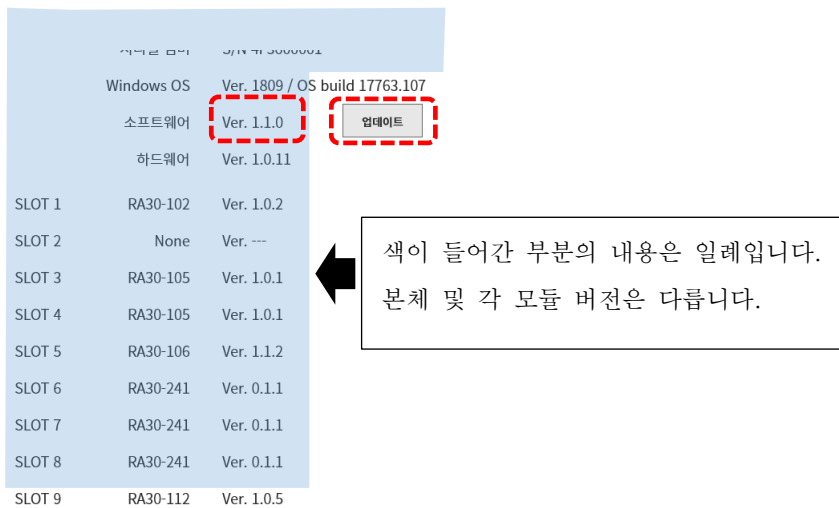 Windows OS Ver. 1809 / OS build 17763.107
소프트웨어 Ver. 1.1.0 업데이트
하드웨어 Ver. 1.0.11
SLOT 1 RA30-102 Ver. 1.0.2
SLOT 2 None Ver. ---
SLOT 3 RA30-105 Ver. 1.0.1
SLOT 4 RA30-105 Ver. 1.0.1
SLOT 5 RA30-106 Ver. 1.1.2
SLOT 6 RA30-241 Ver. 0.1.1
SLOT 7 RA30-241 Ver. 0.1.1
SLOT 8 RA30-241 Ver. 0.1.1
SLOT 9 RA30-112 Ver. 1.0.5
색이 들어간 부분의 내용은 일례입니다.
본체 및 각 모듈 버전은 다릅니다.